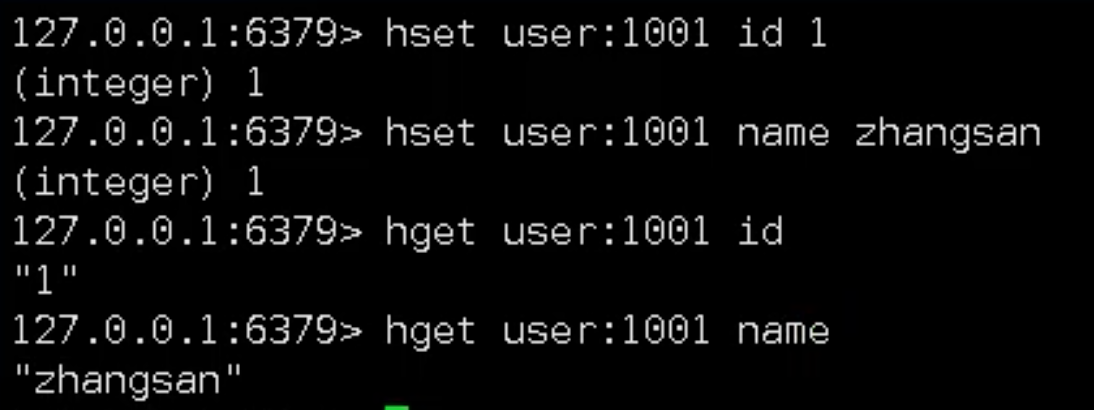 127.0.0.1:6379> hset user:1001 id 1
(integer) 1
127.0.0.1:6379> hset user:1001 name zhangsan
(integer) 1
127.0.0.1:6379> hget user:1001 id
"1"
127.0.0.1:6379> hget user:1001 name
"zhangsan"